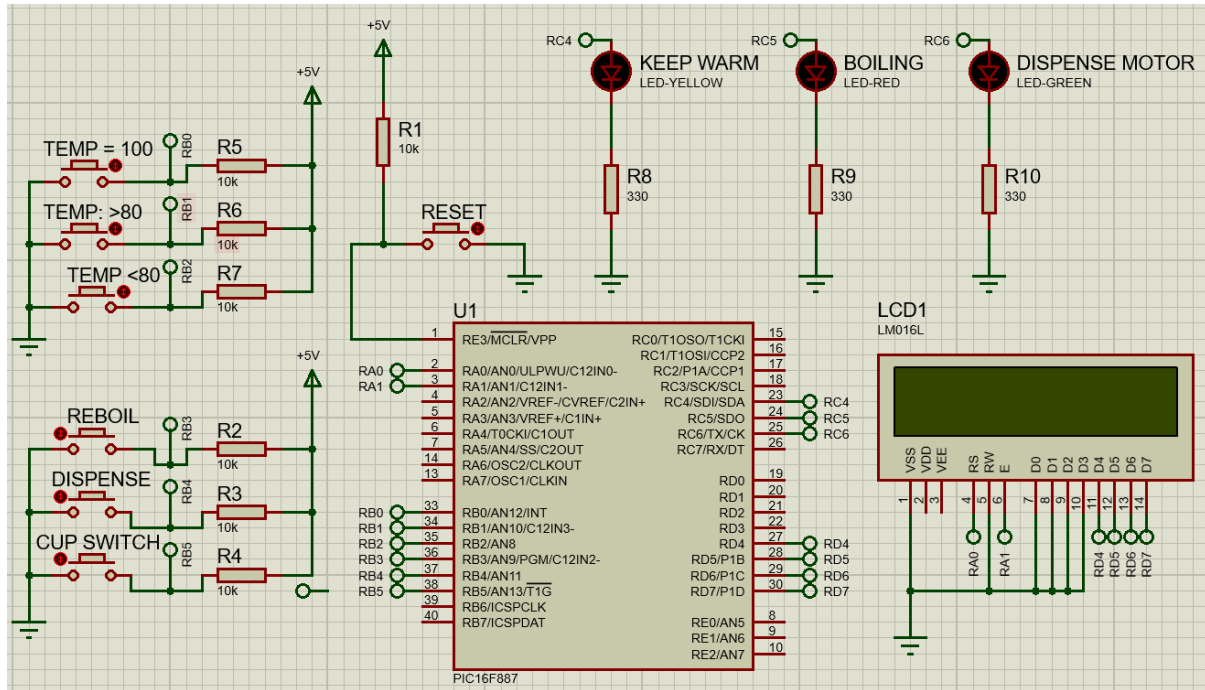 +5V
RC4
KEEP WARM
LED-YELLOW
RC5
BOILING
LED-RED
RC6
DISPENSE MOTOR
LED-GREEN
+5V
R1
10k
R8
330
R9
330
R10
330
RESET
TEMP = 100
RB0
R5
10k
TEMP: >80
RB1
R6
10k
TEMP <80
RB2
R7
10k
+5V
REBOIL
RB3
R2
10k
DISPENSE
RB4
R3
10k
CUP SWITCH
RB5
R4
10k
U1
1 RE3/MCLR/VPP
RA0 2 RA0/AN0/ULPWU/C12IN0-
RA1 3 RA1/AN1/C12IN1-
4 RA2/AN2/VREF-/CVREF/C2IN+
5 RA3/AN3/VREF+/C1IN+
6 RA4/T0CKI/C1OUT
7 RA5/AN4/SS/C2OUT
14 RA6/OSC2/CLKOUT
13 RA7/OSC1/CLKIN
RB0 33 RB0/AN12/INT
RB1 34 RB1/AN10/C12IN3-
RB2 35 RB2/AN8
RB3 36 RB3/AN9/PGM/C12IN2-
RB4 37 RB4/AN11
RB5 38 RB5/AN13/T1G
39 RB6/ICSPCLK
40 RB7/ICSPDAT
RC0/T1OSO/T1CKI 15
RC1/T1OSI/CCP2 16
RC2/P1A/CCP1 17
RC3/SCK/SCL 18
RC4/SDI/SDA 23 RC4
RC5/SDO 24 RC5
RC6/TX/CK 25 RC6
RC7/RX/DT 26
RD0 19
RD1 20
RD2 21
RD3 22
RD4 27 RD4
RD5/P1B 28 RD5
RD6/P1C 29 RD6
RD7/P1D 30 RD7
RE0/AN5 8
RE1/AN6 9
RE2/AN7 10
PIC16F887
LCD1
LM016L
VSS VDD VEE RS RW E D0 D1 D2 D3 D4 D5 D6 D7
1 2 3 4 5 6 7 8 9 10 11 12 13 14
RA0 RA1 RD4 RD5 RD6 RD7